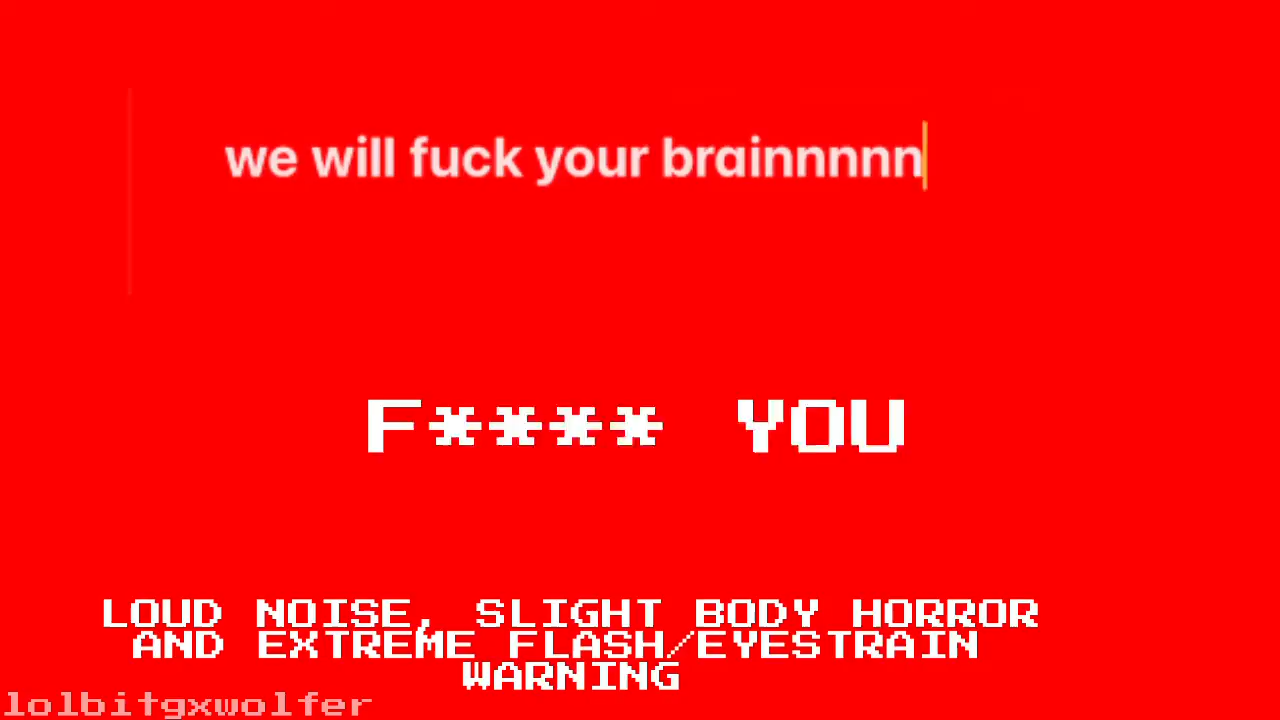 we will fuck your brainnnnn
F**** YOU
LOUD NOISE, SLIGHT BODY HORROR
AND EXTREME FLASH/EYESTRAIN
WARNING
lolbitgxwolfer